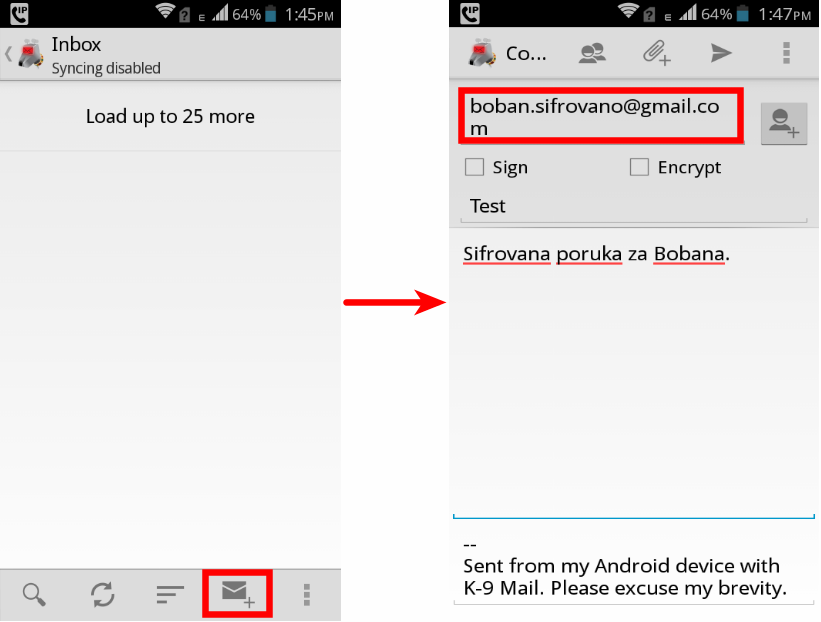 IP
E
64%
1:45PM
Inbox
Syncing disabled
Load up to 25 more
IP
E
64%
1:47PM
Co...
boban.sifrovano@gmail.co
m
Sign
Encrypt
Test
Sifrovana poruka za Bobana.
--
Sent from my Android device with
K-9 Mail. Please excuse my brevity.